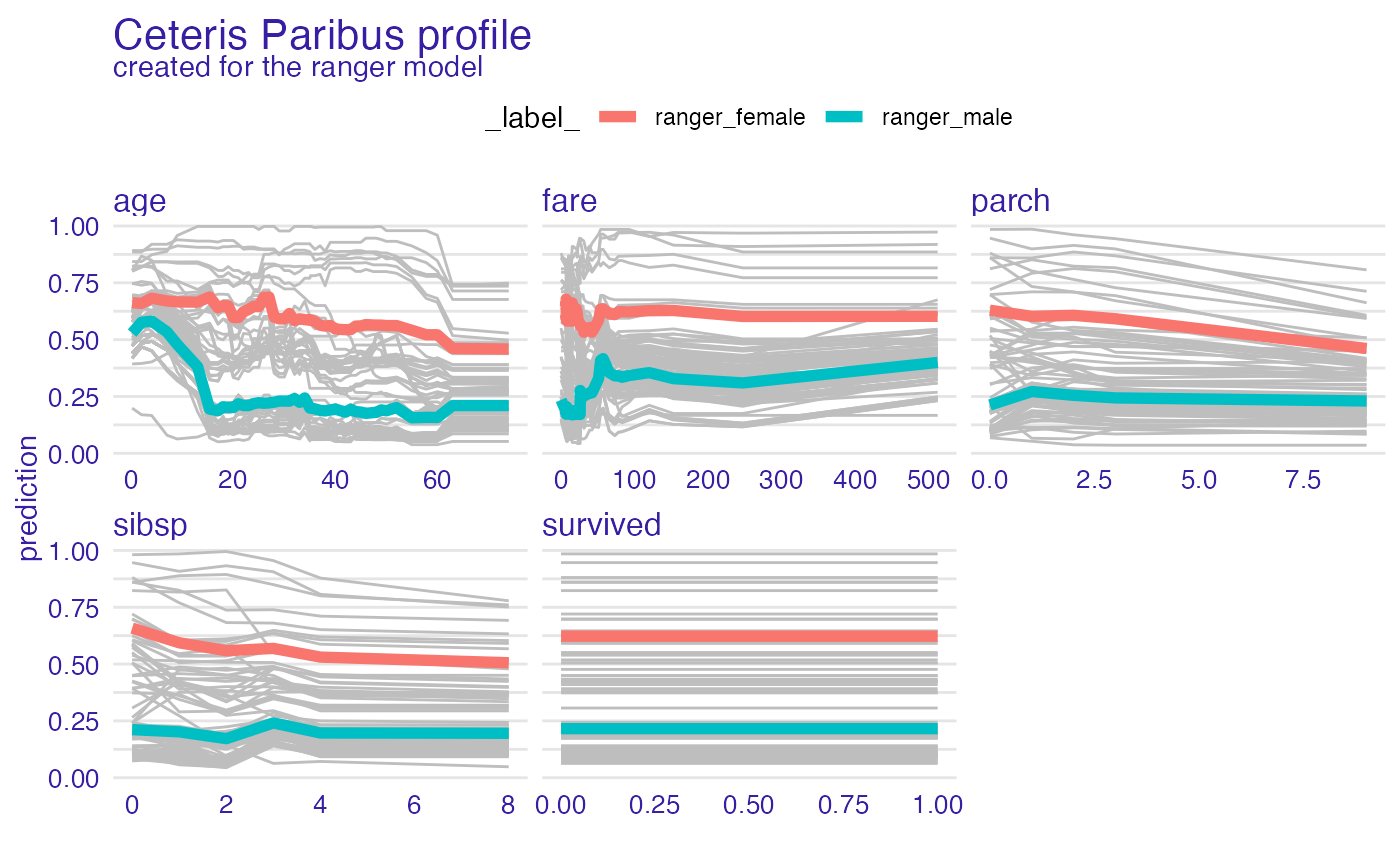 Ceteris Paribus profile
created for the ranger model
_label_ ranger_female ranger_male
age fare parch
1.00
0.75
0.50
0.25
0.00
0 20 40 60 0 100 200 300 400 500 0.0 2.5 5.0 7.5
prediction
sibsp survived
1.00
0.75
0.50
0.25
0.00
0 2 4 6 8 0.00 0.25 0.50 0.75 1.00